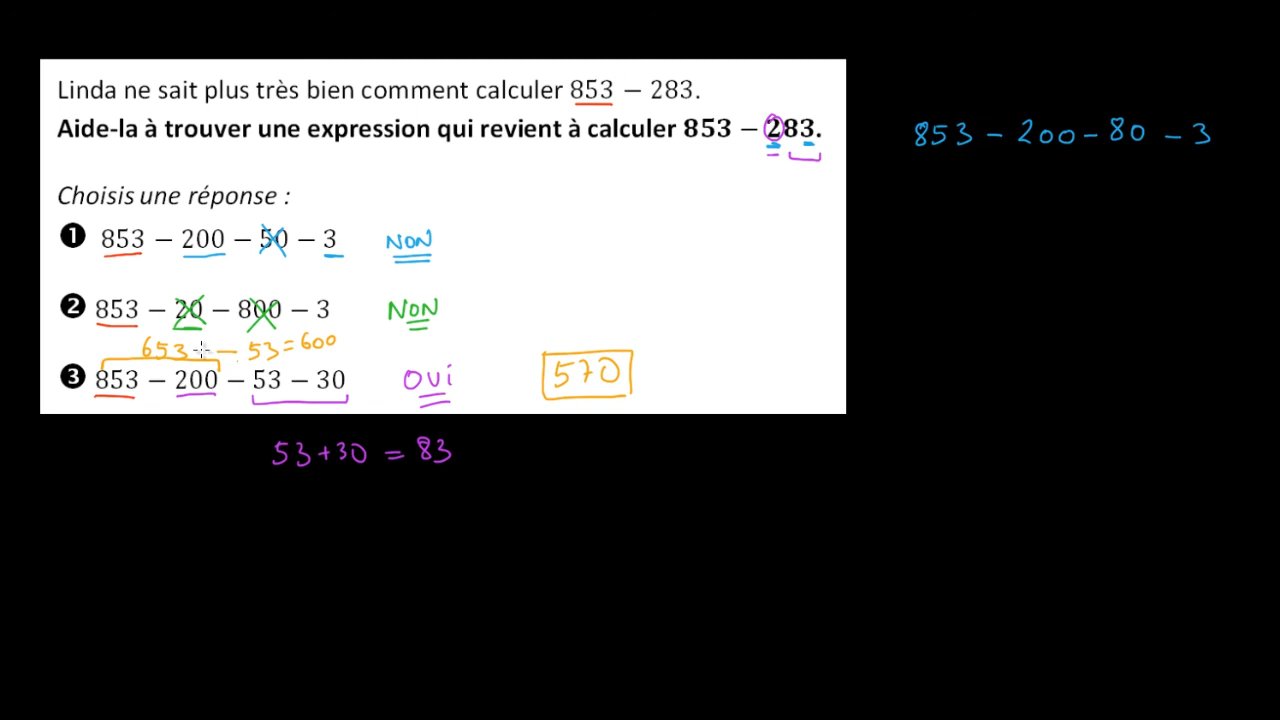 Linda ne sait plus très bien comment calculer 853 − 283.
Aide-la à trouver une expression qui revient à calculer 853 − 283.
853 − 200 − 80 − 3
Choisis une réponse :
❶ 853 − 200 − 50 − 3 NON
❷ 853 − 20 − 800 − 3 NON
653 − 53 = 600
❸ 853 − 200 − 53 − 30 OUi 570
53 + 30 = 83